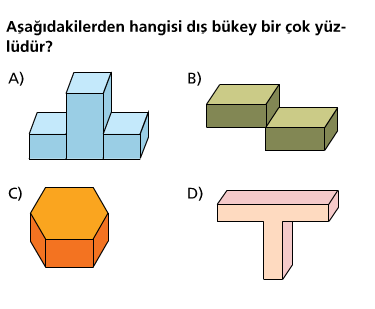 Aşağıdakilerden hangisi dış bükey bir çok yüz-
lüdür?
A)
B)
C)
D)